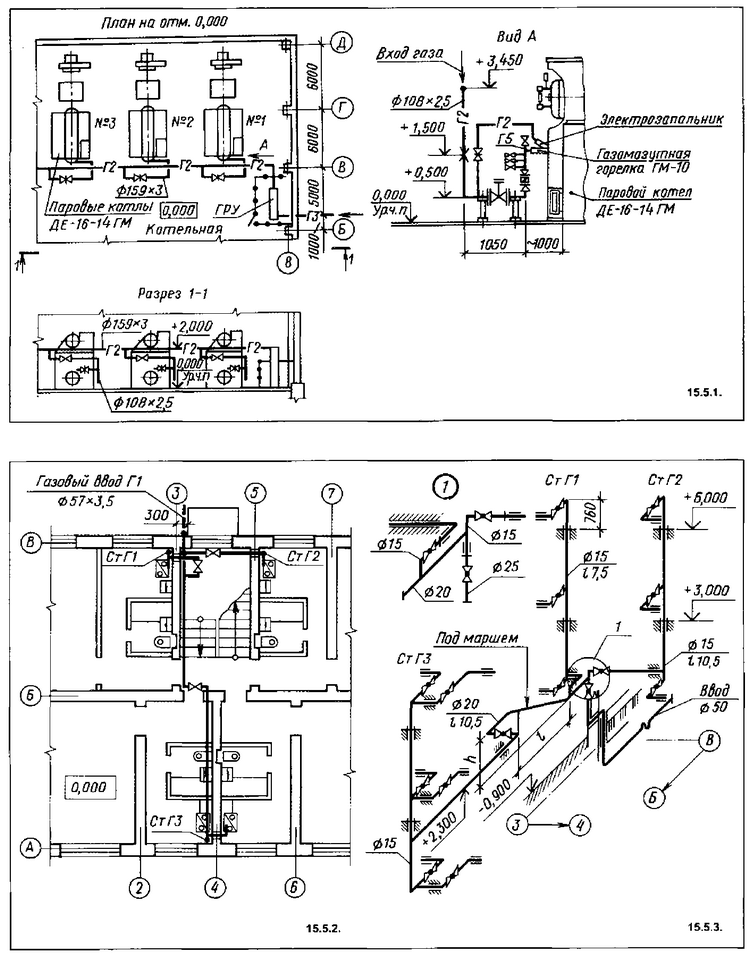 План на отм. 0,000
Д
6000
Г
6000
В
5000
Б
1000
8
№3
№2
№1
А
Г2
Г2
Г2
Ф159×3
ГРУ
Г3
Паровые катлы
ДЕ-16-14 ГМ
0,000
Котельная
1
1
Вид А
Вход газа
+3,450
Ф108×2,5
Г2
Г2
Г5
+1,500
+0,500
0,000
Ур.ч.п
Электрозапальник
Газомазутная
горелка ГМ-10
Паровой котел
ДЕ-16-14 ГМ
1050
~1000
Разрез 1-1
Ф159×3
+2,000
Г2
Г2
Г2
0,000
Ур.ч.п
Ф108×2,5
15.5.1.
Газовый ввод Г1
Ф57×3,5
300
3
5
7
В
Ст Г1
Ст Г2
Б
0,000
Ст Г3
А
2
4
6
15.5.2.
1
Ф15
Ф20
Ф15
Ф25
Ст Г1
Ст Г2
760
+6,000
Ф15
l 7,5
+3,000
1
Под маршем
Ст Г3
Ф20
l 10,5
Ф15
l 10,5
Ввод
Ф50
h
l
-0,900
+2,300
В
Б
3
4
Ф15
15.5.3.